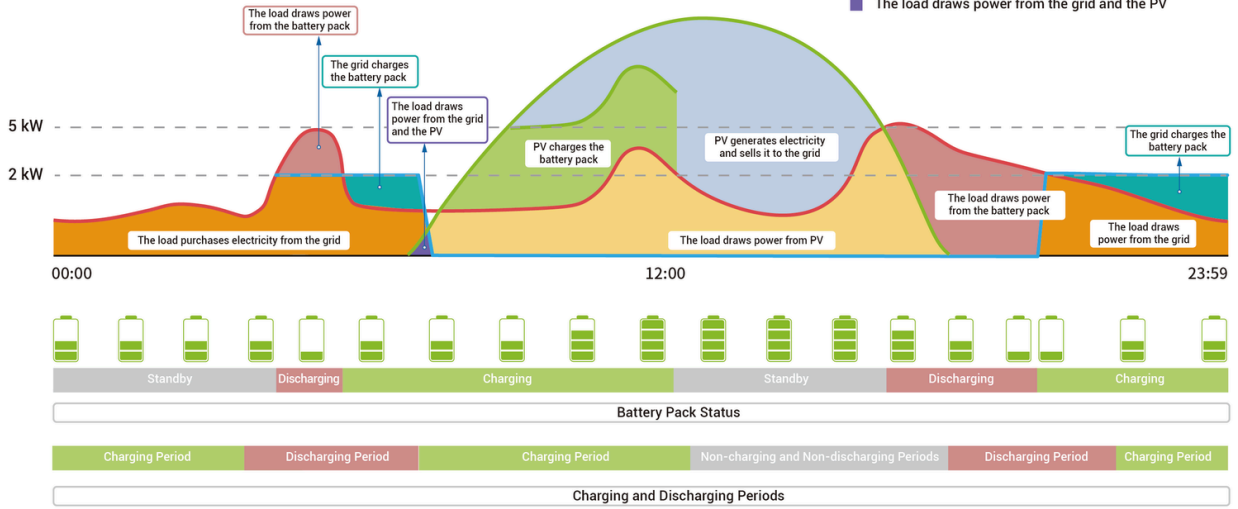 The load draws power from the grid and the PV
The load draws power
from the battery pack
The grid charges
the battery pack
The load draws
power from the grid
and the PV
5 kW
2 kW
PV charges the
battery pack
PV generates electricity
and sells it to the grid
The grid charges the
battery pack
The load draws power
from the battery pack
The load purchases electricity from the grid
The load draws power from PV
The load draws
power from the grid
00:00
12:00
23:59
Standby
Discharging
Charging
Standby
Discharging
Charging
Battery Pack Status
Charging Period
Discharging Period
Charging Period
Non-charging and Non-discharging Periods
Discharging Period
Charging Period
Charging and Discharging Periods